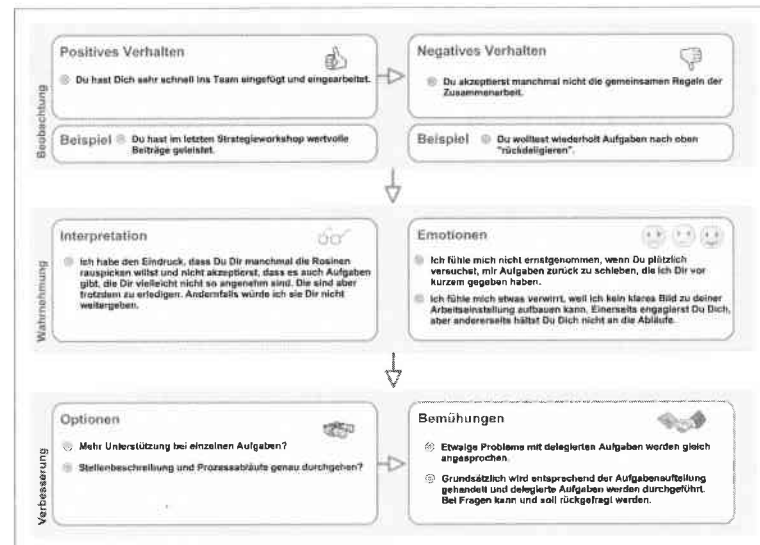 Beobachtung
Positives Verhalten
Du hast Dich sehr schnell ins Team eingefügt und eingearbeitet.
Negatives Verhalten
Du akzeptierst manchmal nicht die gemeinsamen Regeln der
Zusammenarbeit.
Beispiel Du hast im letzten Strategieworkshop wertvolle
Beiträge geleistet.
Beispiel Du wolltest wiederholt Aufgaben nach oben
"rückdeligieren".
Wahrnehmung
Interpretation
Ich habe den Eindruck, dass Du Dir manchmal die Rosinen
rauspicken willst und nicht akzeptierst, dass es auch Aufgaben
gibt, die Dir vielleicht nicht so angenehm sind. Die sind aber
trotzdem zu erledigen. Andernfalls würde ich sie Dir nicht
weitergeben.
Emotionen
Ich fühle mich nicht ernstgenommen, wenn Du plötzlich
versuchst, mir Aufgaben zurück zu schieben, die ich Dir vor
kurzem gegeben haben.
Ich fühle mich etwas verwirrt, weil ich kein klares Bild zu deiner
Arbeitseinstellung aufbauen kann. Einerseits engagierst Du Dich,
aber andererseits hältst Du Dich nicht an die Abläufe.
Verbesserung
Optionen
Mehr Unterstützung bei einzelnen Aufgaben?
Stellenbeschreibung und Prozessabläufe genau durchgehen?
Bemühungen
Etwaige Probleme mit delegierten Aufgaben werden gleich
angesprochen.
Grundsätzlich wird entsprechend der Aufgabenaufteilung
gehandelt und delegierte Aufgaben werden durchgeführt.
Bei Fragen kann und soll rückgefragt werden.